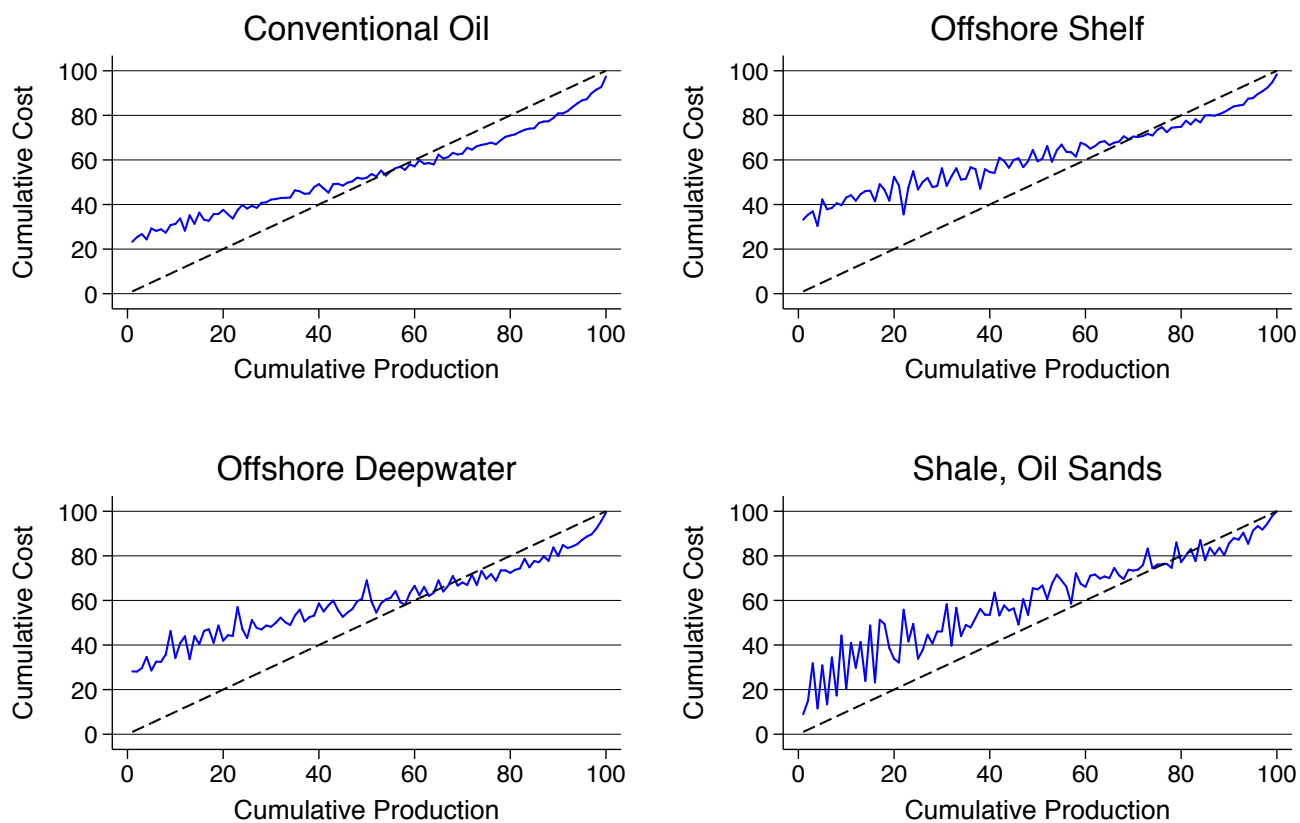 Conventional Oil
Cumulative Cost
100
80
60
40
20
0
0 20 40 60 80 100
Cumulative Production
Offshore Shelf
Cumulative Cost
100
80
60
40
20
0
0 20 40 60 80 100
Cumulative Production
Offshore Deepwater
Cumulative Cost
100
80
60
40
20
0
0 20 40 60 80 100
Cumulative Production
Shale, Oil Sands
Cumulative Cost
100
80
60
40
20
0
0 20 40 60 80 100
Cumulative Production